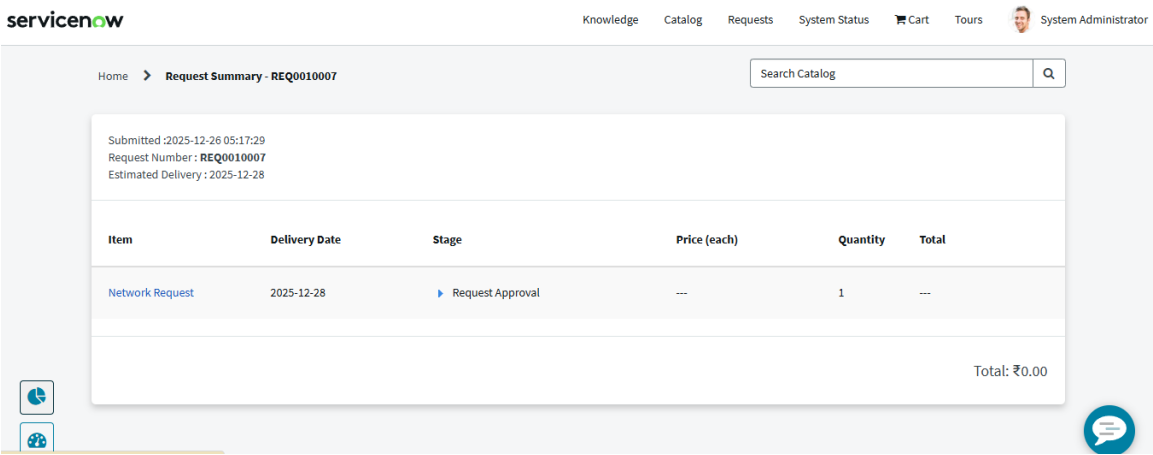 servicenow
Knowledge Catalog Requests System Status Cart Tours System Administrator
Home Request Summary - REQ0010007
Search Catalog
Submitted :2025-12-26 05:17:29
Request Number : REQ0010007
Estimated Delivery : 2025-12-28
Item Delivery Date Stage Price (each) Quantity Total
Network Request 2025-12-28 Request Approval --- 1 ---
Total: ₹0.00